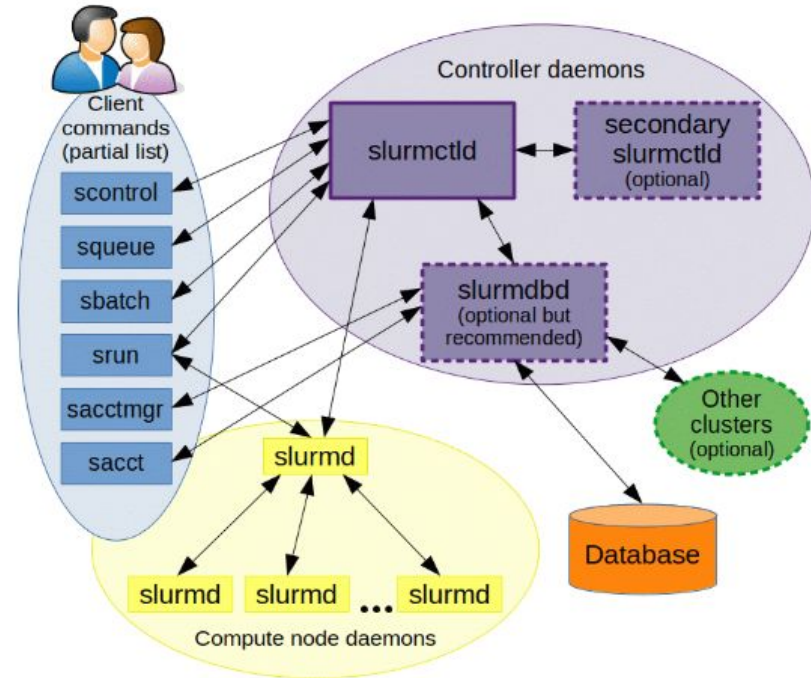 Client
commands
(partial list)
scontrol
squeue
sbatch
srun
sacctmgr
sacct
Controller daemons
slurmctld
secondary
slurmctld
(optional)
slurmdbd
(optional but
recommended)
Other
clusters
(optional)
Database
slurmd
slurmd slurmd ... slurmd
Compute node daemons